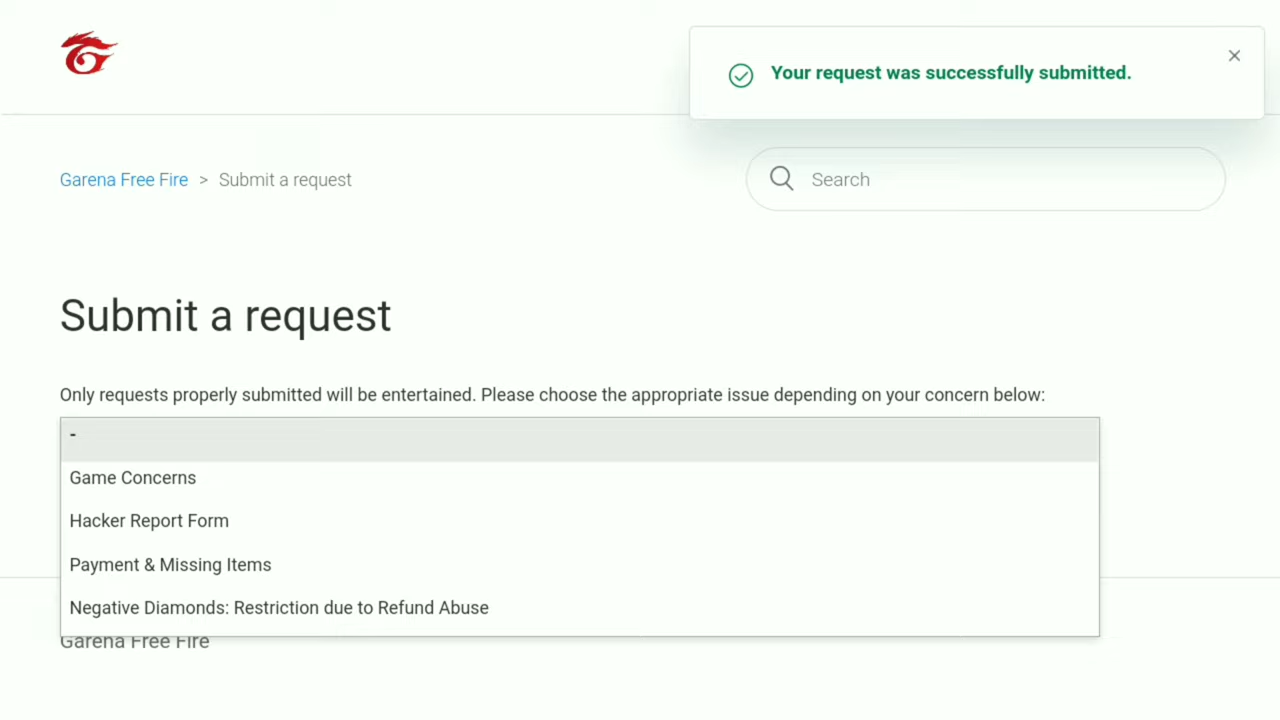 Your request was successfully submitted.
Garena Free Fire > Submit a request
Search
Submit a request
Only requests properly submitted will be entertained. Please choose the appropriate issue depending on your concern below:
-
Game Concerns
Hacker Report Form
Payment & Missing Items
Negative Diamonds: Restriction due to Refund Abuse
Garena Free Fire